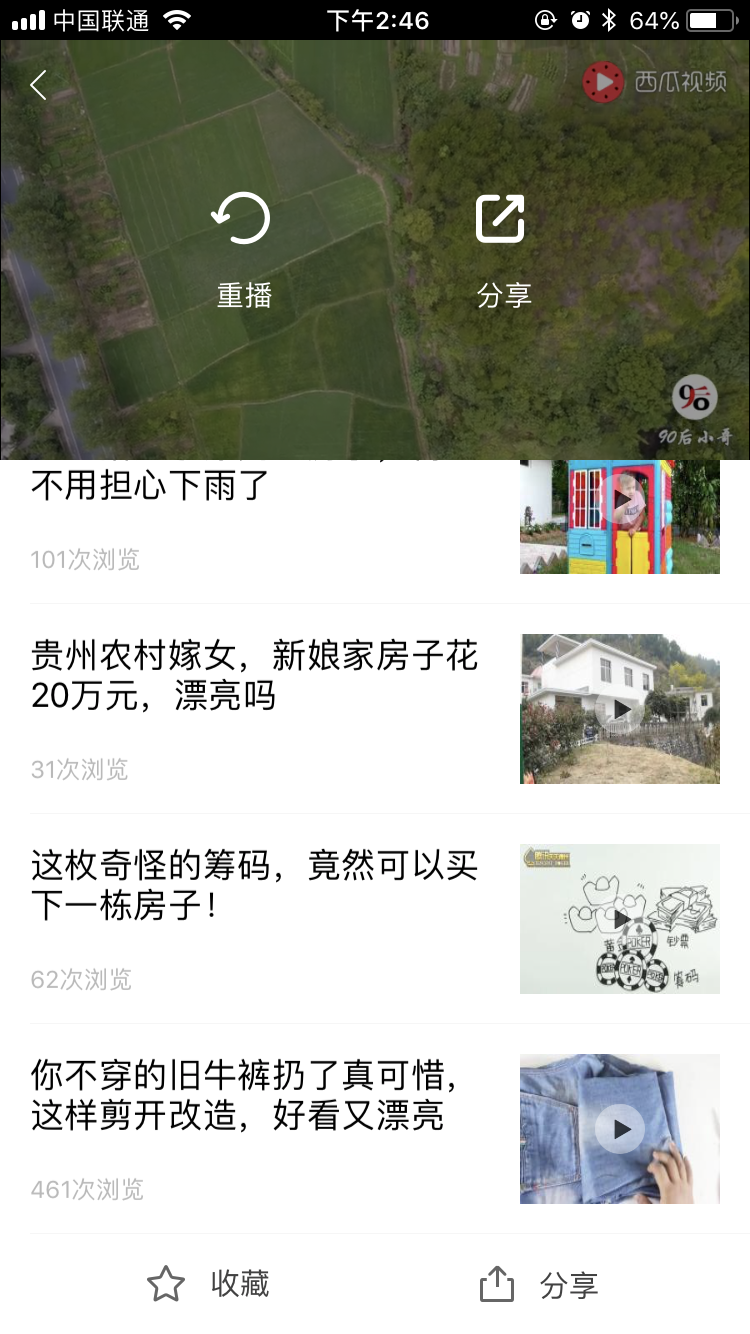 中国联通
下午2:46
64%
西瓜视频
重播
分享
90
90后小哥
不用担心下雨了
101次浏览
贵州农村嫁女，新娘家房子花
20万元，漂亮吗
31次浏览
这枚奇怪的筹码，竟然可以买
下一栋房子！
62次浏览
POKER
钞票
POKER
POKER
POKER
筹码
你不穿的旧牛裤扔了真可惜，
这样剪开改造，好看又漂亮
461次浏览
收藏
分享